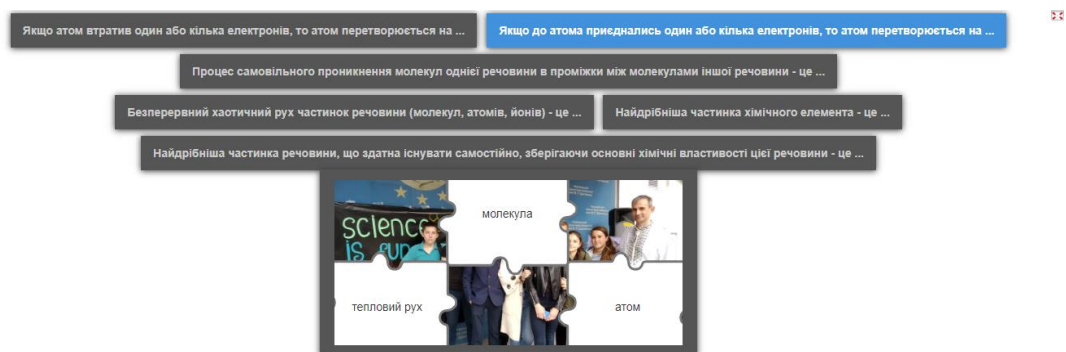 Якщо атом втратив один або кілька електронів, то атом перетворюється на ...
Якщо до атома приєднались один або кілька електронів, то атом перетворюється на ...
Процес самовільного проникнення молекул однієї речовини в проміжки між молекулами іншої речовини - це ...
Безперервний хаотичний рух частинок речовини (молекул, атомів, йонів) - це ...
Найдрібніша частинка хімічного елемента - це ...
Найдрібніша частинка речовини, що здатна існувати самостійно, зберігаючи основні хімічні властивості цієї речовини - це ...
молекула
science
is
тепловий рух
атом